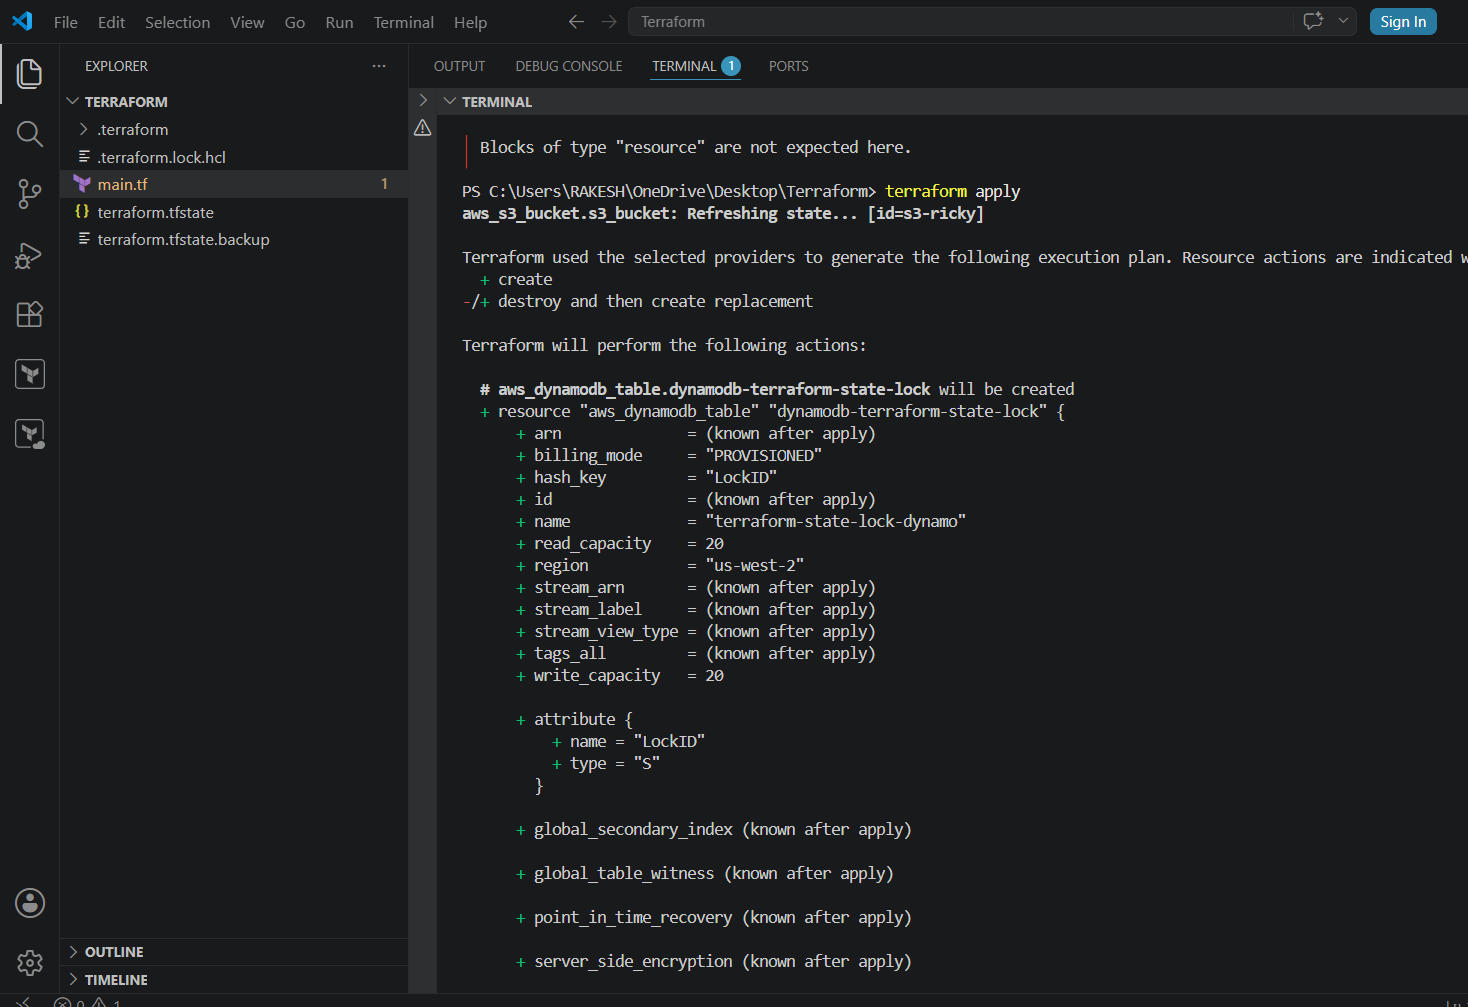 File Edit Selection View Go Run Terminal Help
Terraform
Sign In
EXPLORER
OUTPUT DEBUG CONSOLE TERMINAL 1 PORTS
TERRAFORM
.terraform
.terraform.lock.hcl
main.tf 1
terraform.tfstate
terraform.tfstate.backup
OUTLINE
TIMELINE
0 1
TERMINAL
Blocks of type "resource" are not expected here.
PS C:\Users\RAKESH\OneDrive\Desktop\Terraform> terraform apply
aws_s3_bucket.s3_bucket: Refreshing state... [id=s3-ricky]
Terraform used the selected providers to generate the following execution plan. Resource actions are indicated w
+ create
-/+ destroy and then create replacement
Terraform will perform the following actions:
# aws_dynamodb_table.dynamodb-terraform-state-lock will be created
+ resource "aws_dynamodb_table" "dynamodb-terraform-state-lock" {
+ arn = (known after apply)
+ billing_mode = "PROVISIONED"
+ hash_key = "LockID"
+ id = (known after apply)
+ name = "terraform-state-lock-dynamo"
+ read_capacity = 20
+ region = "us-west-2"
+ stream_arn = (known after apply)
+ stream_label = (known after apply)
+ stream_view_type = (known after apply)
+ tags_all = (known after apply)
+ write_capacity = 20
+ attribute {
+ name = "LockID"
+ type = "S"
}
+ global_secondary_index (known after apply)
+ global_table_witness (known after apply)
+ point_in_time_recovery (known after apply)
+ server_side_encryption (known after apply)